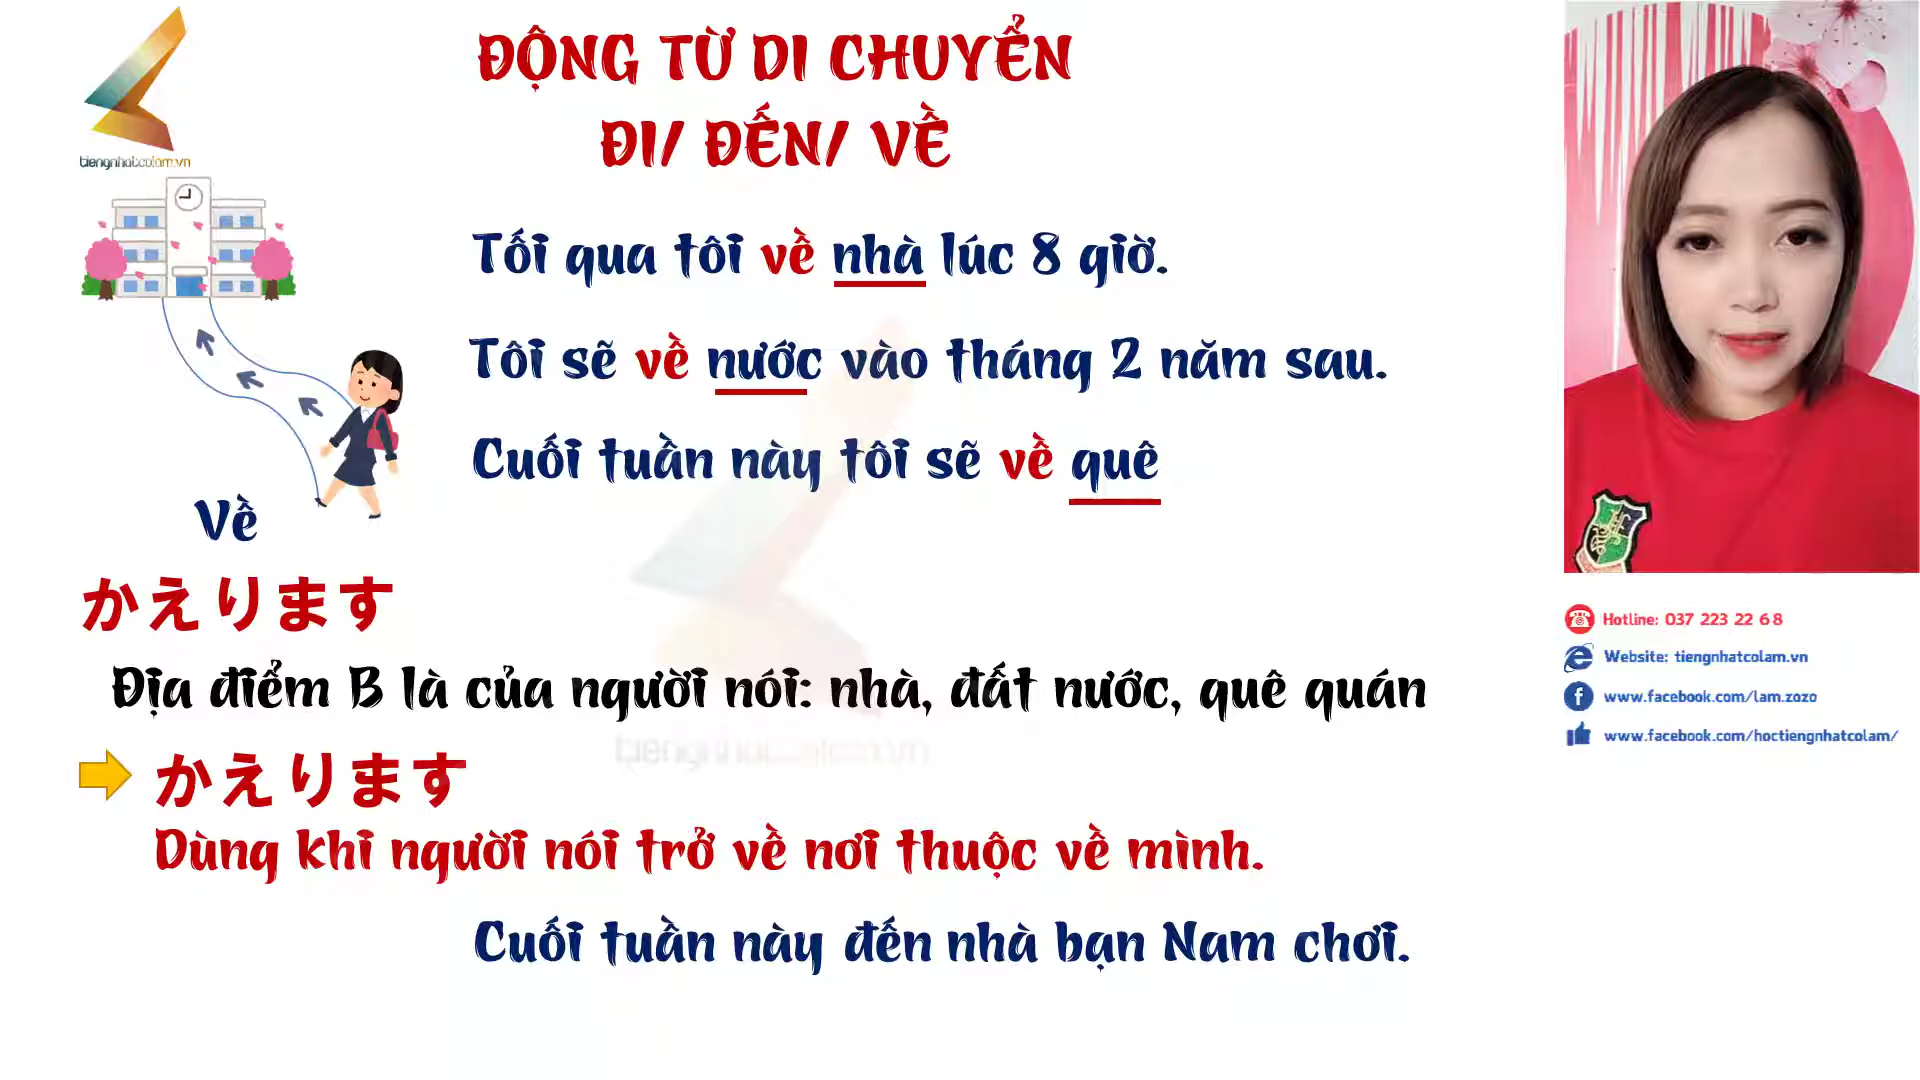 ĐỘNG TỪ DI CHUYỂN
ĐI/ ĐẾN/ VỀ
tiengnhatcolam.vn
Tối qua tôi về nhà lúc 8 giờ.
Tôi sẽ về nước vào tháng 2 năm sau.
Cuối tuần này tôi sẽ về quê
Về
かえります
Địa điểm B là của người nói: nhà, đất nước, quê quán
かえります
Dùng khi người nói trở về nơi thuộc về mình.
Cuối tuần này đến nhà bạn Nam chơi.
tiengnhatcolam.vn
Hotline: 037 223 22 68
Website: tiengnhatcolam.vn
www.facebook.com/lam.zozo
www.facebook.com/hoctiengnhatcolam/